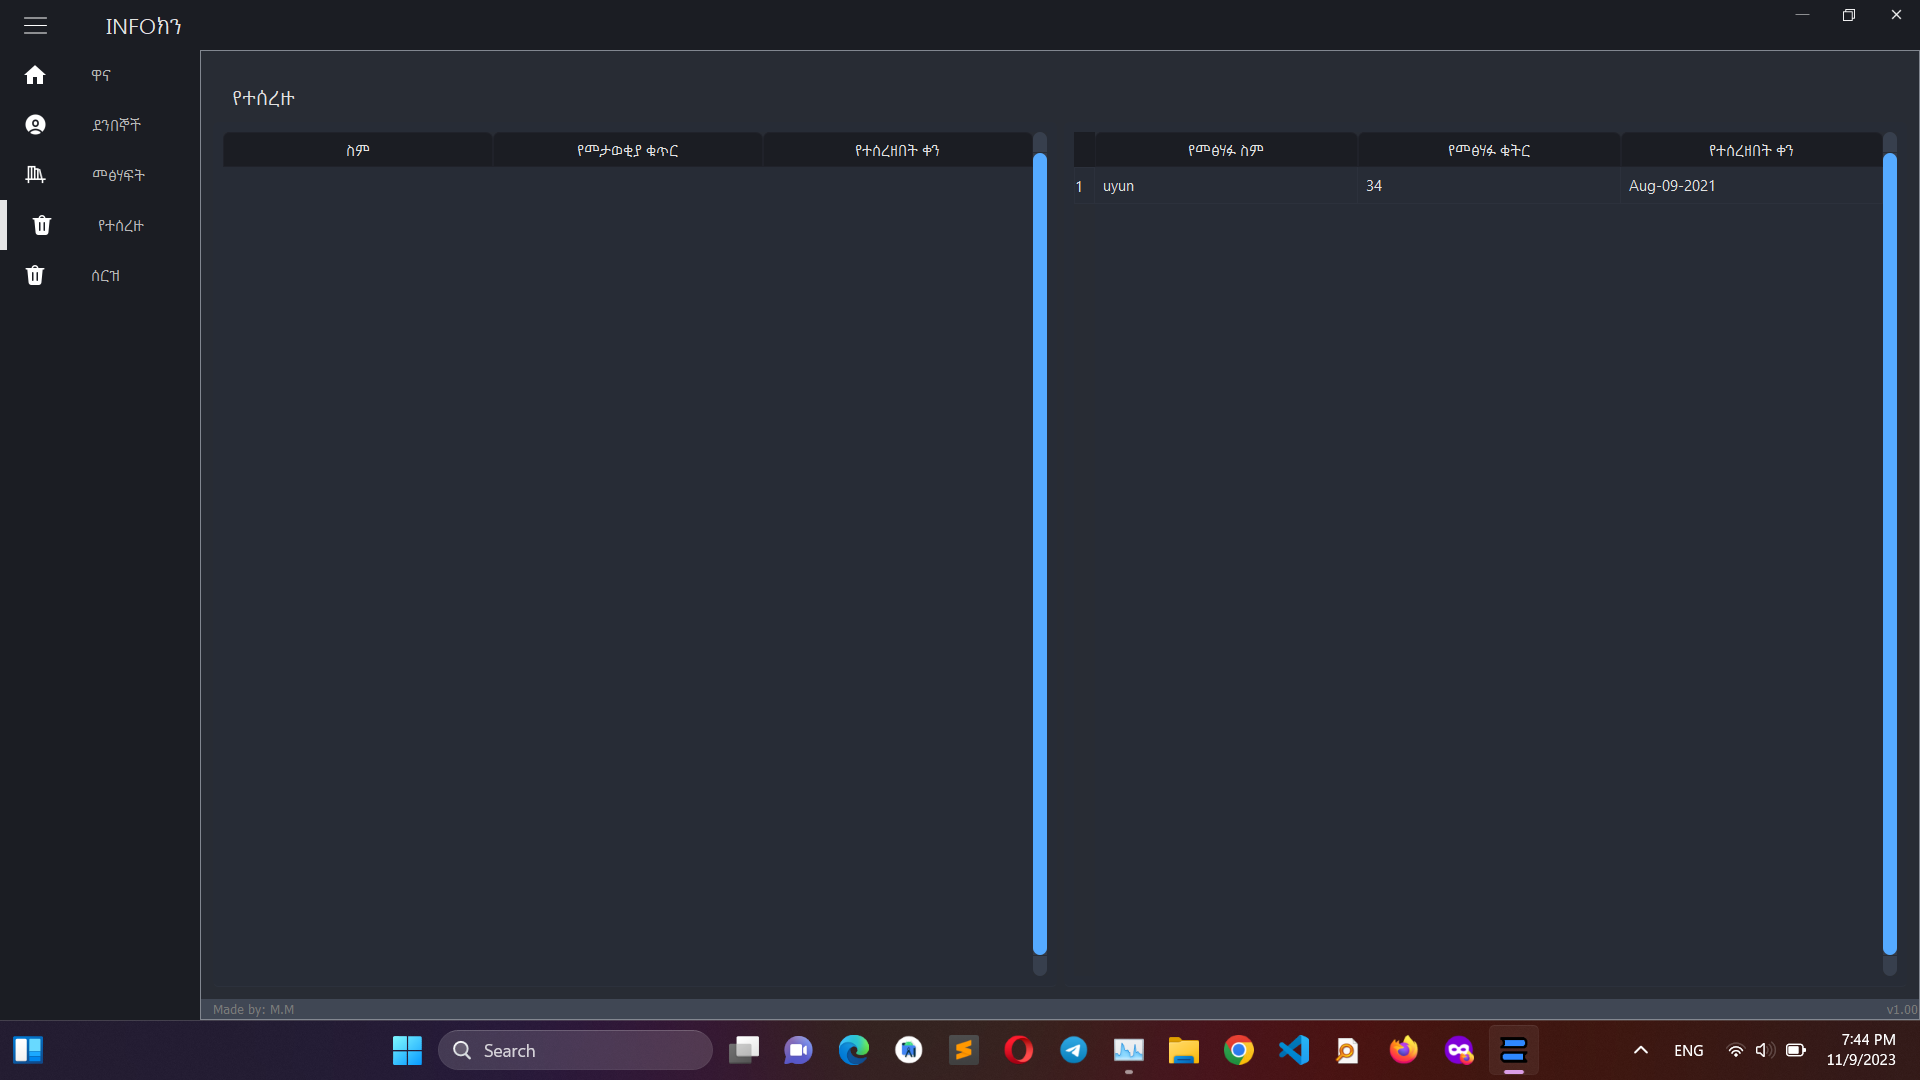 INFOክን
ዋና
ደንበኞች
መፅሃፍት
የተሰረዙ
ሰርዝ
የተሰረዙ
ስም የመታወቂያ ቁጥር የተሰረዘበት ቀን
የመፅሃፉ ስም የመፅሃፉ ቁትር የተሰረዘበት ቀን
1 uyun 34 Aug-09-2021
Made by: M.M
v1.00
Search
ENG
7:44 PM
11/9/2023